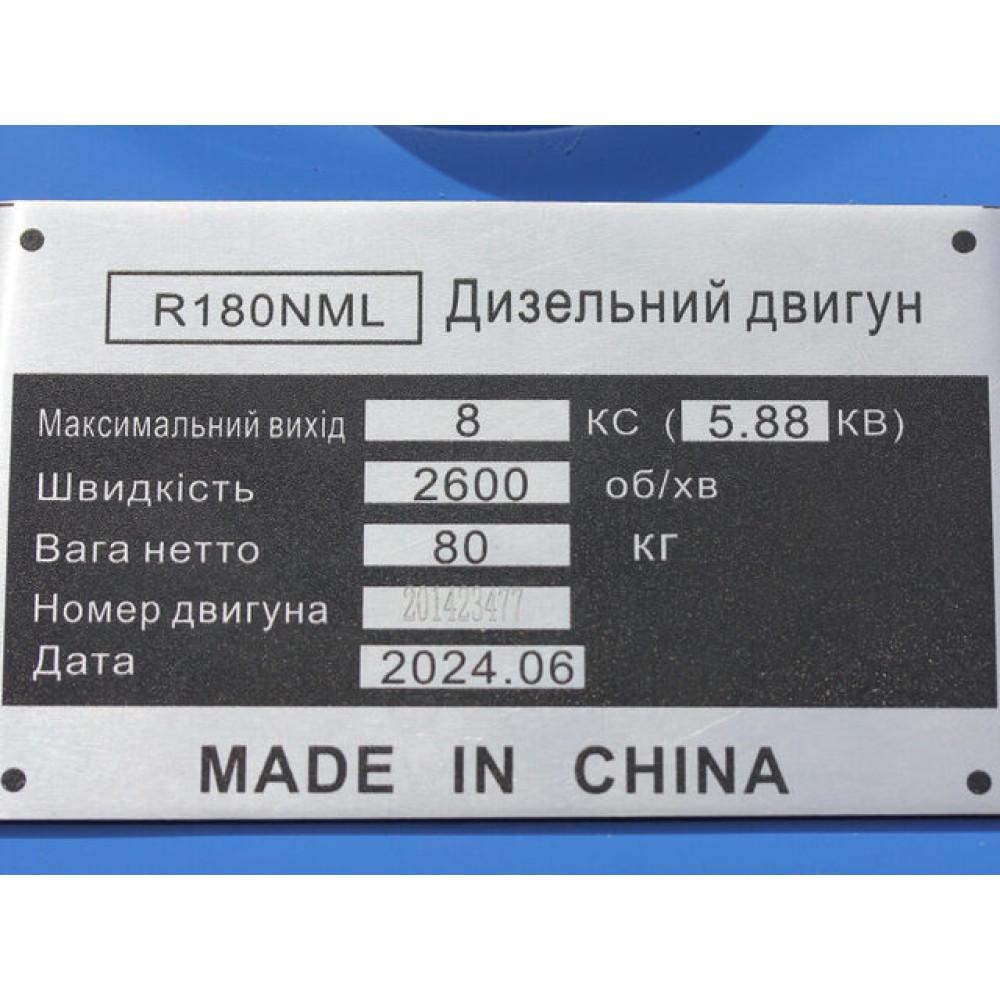 R180NML Дизельний двигун
Максимальний вихід 8 КС (5.88 КВ)
Швидкість 2600 об/хв
Вага нетто 80 КГ
Номер двигуна 201423477
Дата 2024.06
MADE IN CHINA